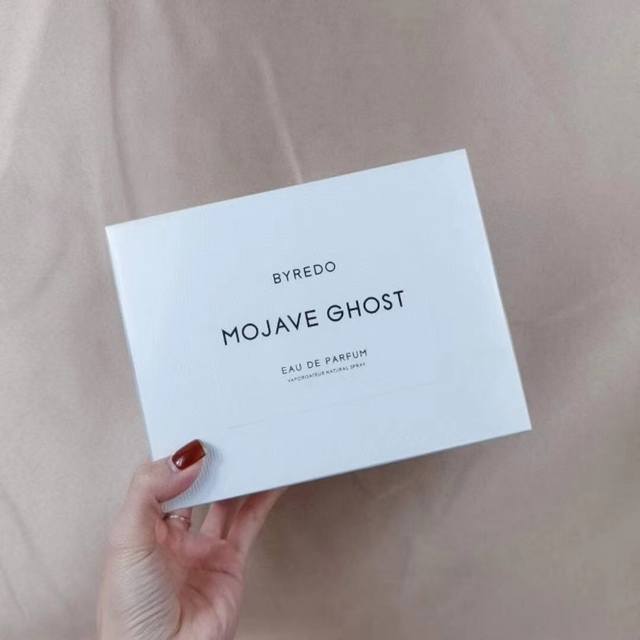 BYREDO
MOJAVE GHOST
EAU DE PARFUM
VAPORISATEUR NATURAL SPRAY